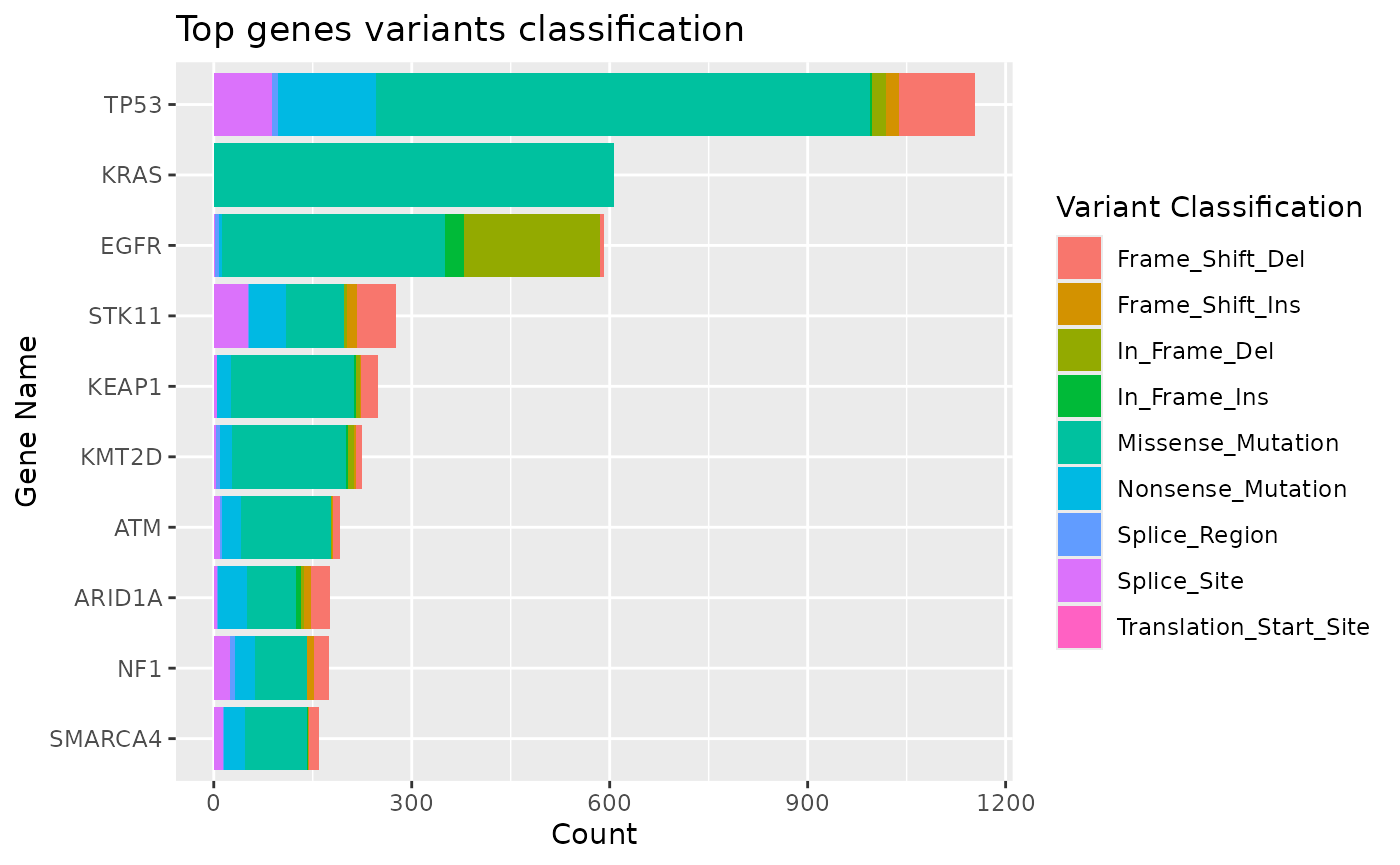 Top genes variants classification
Gene Name
TP53
KRAS
EGFR
STK11
KEAP1
KMT2D
ATM
ARID1A
NF1
SMARCA4
0 300 600 900 1200
Count
Variant Classification
Frame_Shift_Del
Frame_Shift_Ins
In_Frame_Del
In_Frame_Ins
Missense_Mutation
Nonsense_Mutation
Splice_Region
Splice_Site
Translation_Start_Site